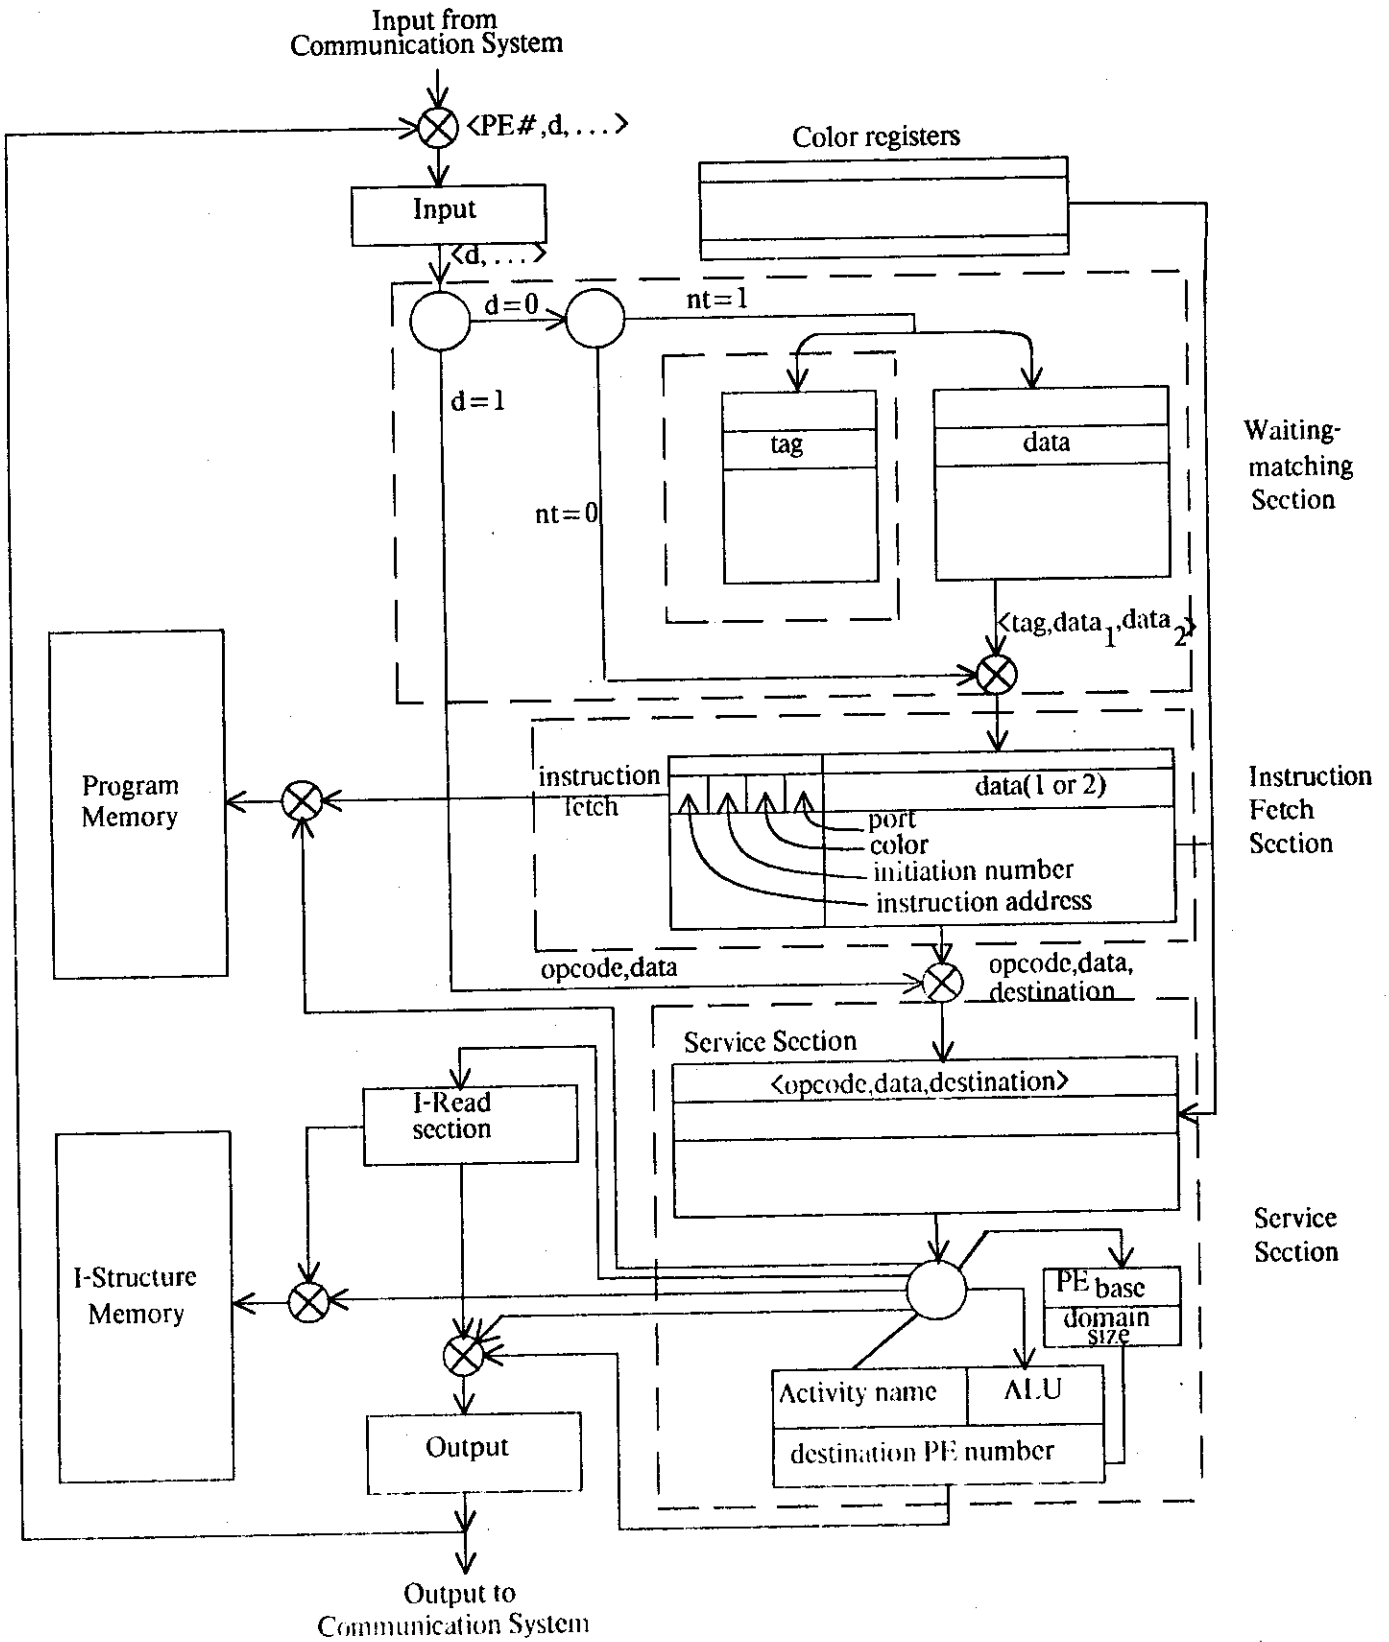 Input from
Communication System
<PE#,d,...>
Color registers
Input
<d,...>
d=0
nt=1
d=1
tag
data
Waiting-
matching
Section
nt=0
<tag,data1,data2>
Program
Memory
instruction
fetch
data(1 or 2)
port
color
initiation number
instruction address
Instruction
Fetch
Section
opcode,data
opcode,data,
destination
Service Section
<opcode,data,destination>
I-Read
section
I-Structure
Memory
Service
Section
PE base
domain
size
Activity name
ALU
destination PE number
Output
Output to
Communication System